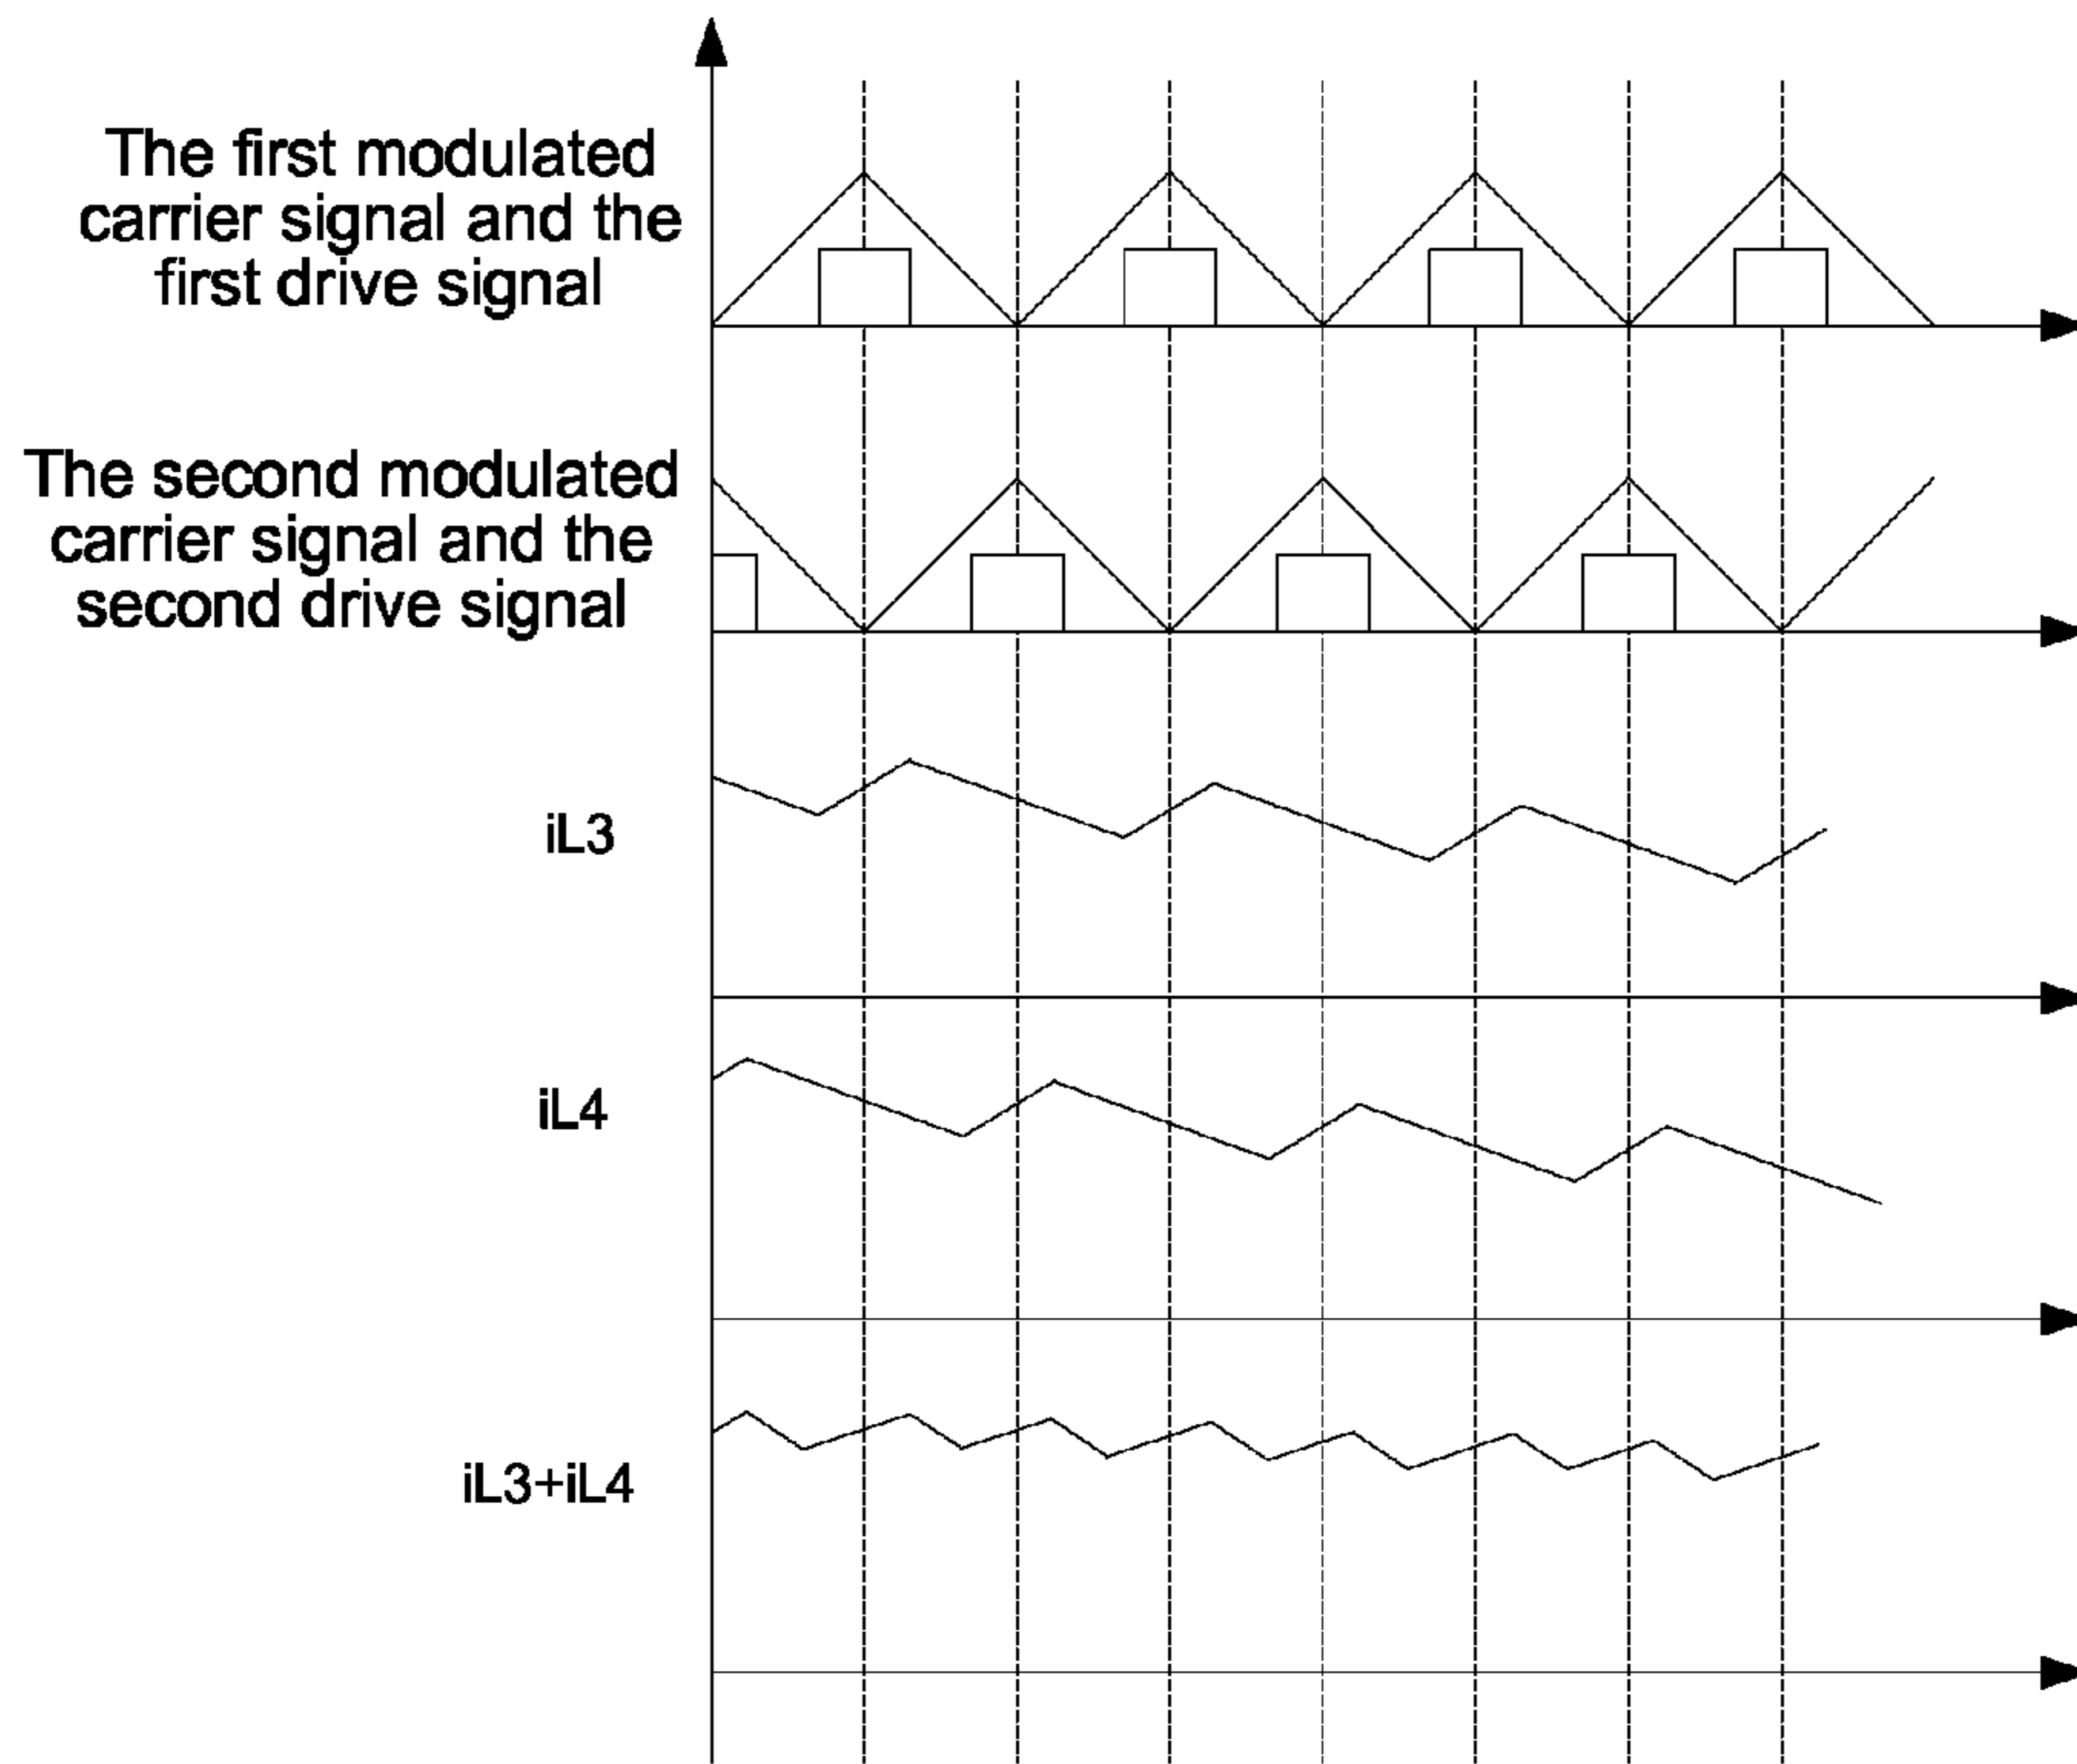 The first modulated
carrier signal and the
first drive signal
The second modulated
carrier signal and the
second drive signal
iL3
iL4
iL3+iL4